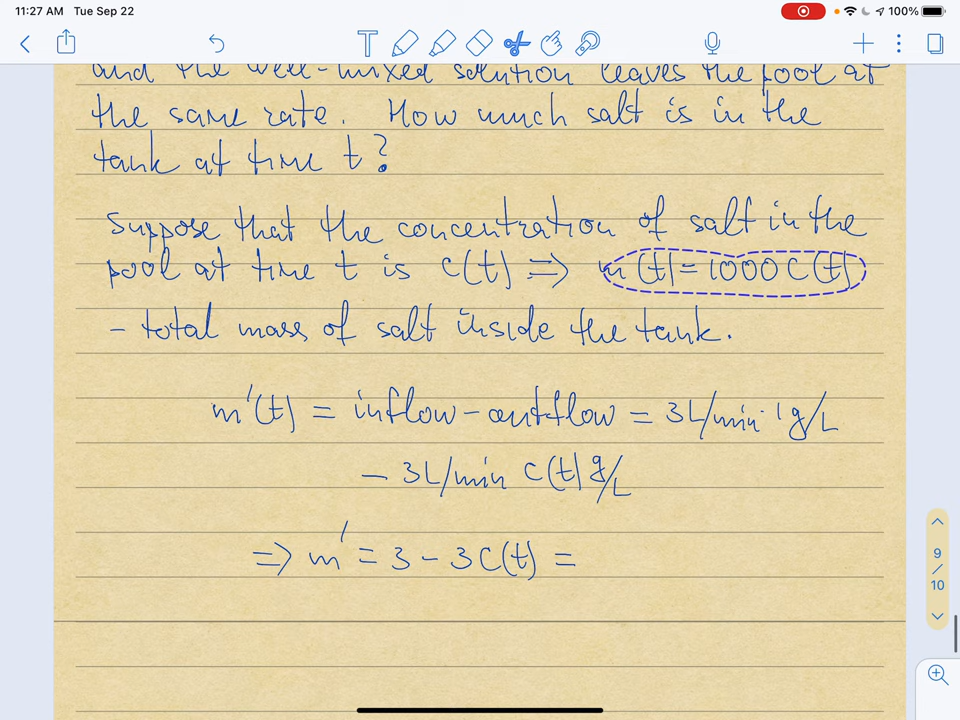 11:27 AM Tue Sep 22
100%
and the well-mixed solution leaves the pool at
the same rate. How much salt is in the
tank at time t?
Suppose that the concentration of salt in the
pool at time t is C(t) ⟹ m(t) = 1000 C(t)
- total mass of salt inside the tank.
m'(t) = inflow - outflow = 3L/min · 1 g/L
- 3L/min C(t) g/L
⟹ m' = 3 - 3C(t) =
9
/
10